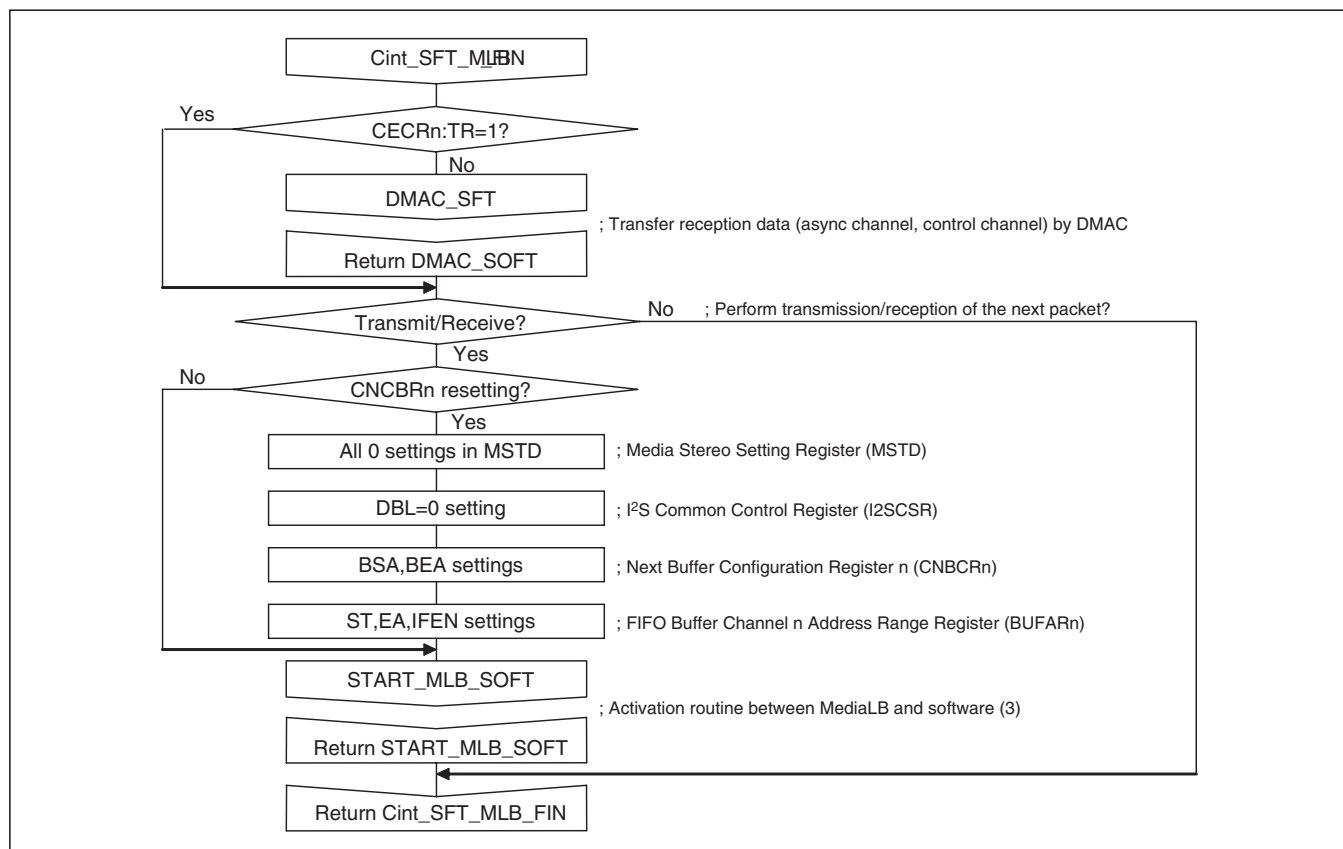 Cint_SFT_MLB_FIN
Yes
CECRn:TR=1?
No
DMAC_SFT
; Transfer reception data (async channel, control channel) by DMAC
Return DMAC_SOFT
No ; Perform transmission/reception of the next packet?
Transmit/Receive?
Yes
No
CNCBRn resetting?
Yes
All 0 settings in MSTD ; Media Stereo Setting Register (MSTD)
DBL=0 setting ; I²S Common Control Register (I2SCSR)
BSA,BEA settings ; Next Buffer Configuration Register n (CNBCRn)
ST,EA,IFEN settings ; FIFO Buffer Channel n Address Range Register (BUFARn)
START_MLB_SOFT
; Activation routine between MediaLB and software (3)
Return START_MLB_SOFT
Return Cint_SFT_MLB_FIN